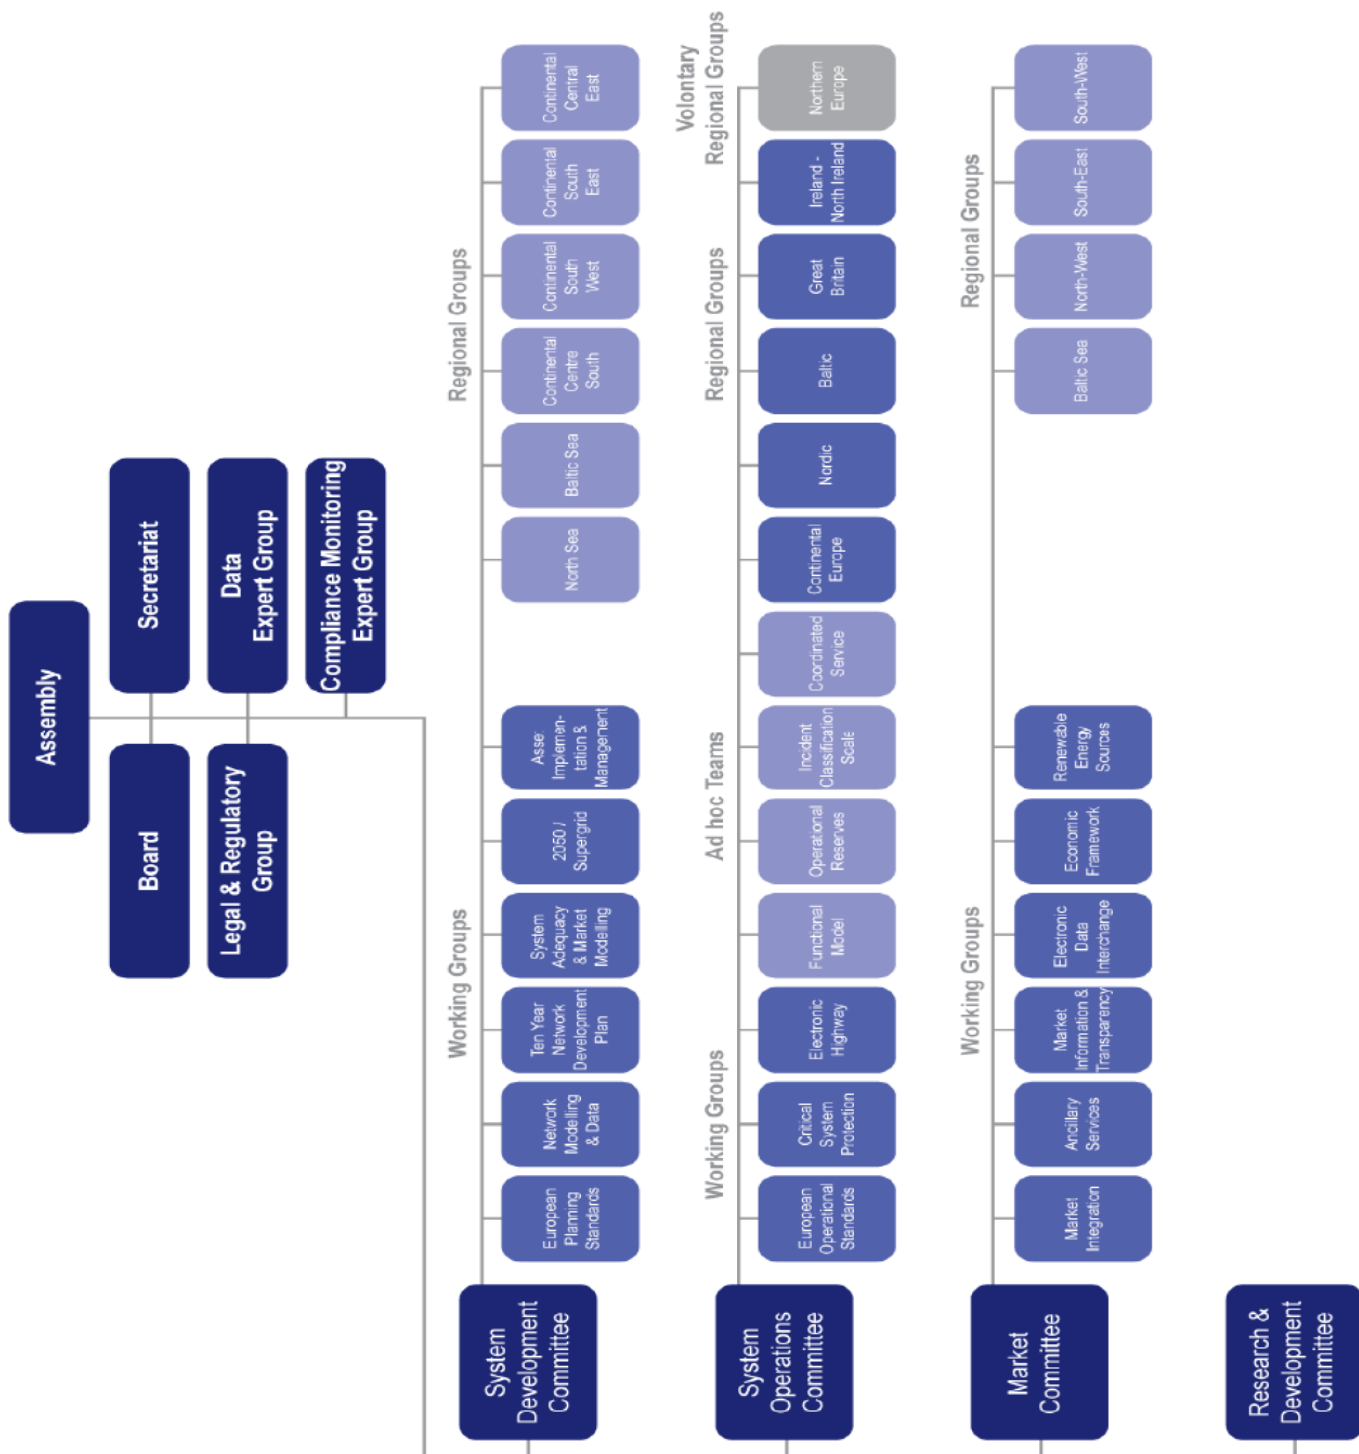 Assembly
Board
Secretariat
Legal & Regulatory
Group
Data
Expert Group
Compliance Monitoring
Expert Group
System
Development
Committee
Working Groups
European
Planning
Standards
Network
Modelling
& Data
Ten Year
Network
Development
Plan
System
Adequacy
& Market
Modelling
2050 /
Supergrid
Asse:
Implemen-
tation &
Management
Regional Groups
North Sea
Baltic Sea
Continental
Centre
South
Continental
South
West
Continental
South
East
Continental
Central
East
System
Operations
Committee
Working Groups
European
Operational
Standards
Critical
System
Protection
Electronic
Highway
Ad hoc Teams
Functional
Model
Operational
Reserves
Incident
Classification
Scale
Coordinated
Service
Regional Groups
Continental
Europe
Nordic
Baltic
Great
Britain
Ireland -
North Ireland
Volontary
Regional Groups
Northern
Europe
Market
Committee
Working Groups
Market
Integration
Ancillary
Services
Market
Information &
Transparency
Electronic
Data
Interchange
Economic
Framework
Renewable
Energy
Sources
Regional Groups
Baltic Sea
North-West
South-East
South-West
Research &
Development
Committee